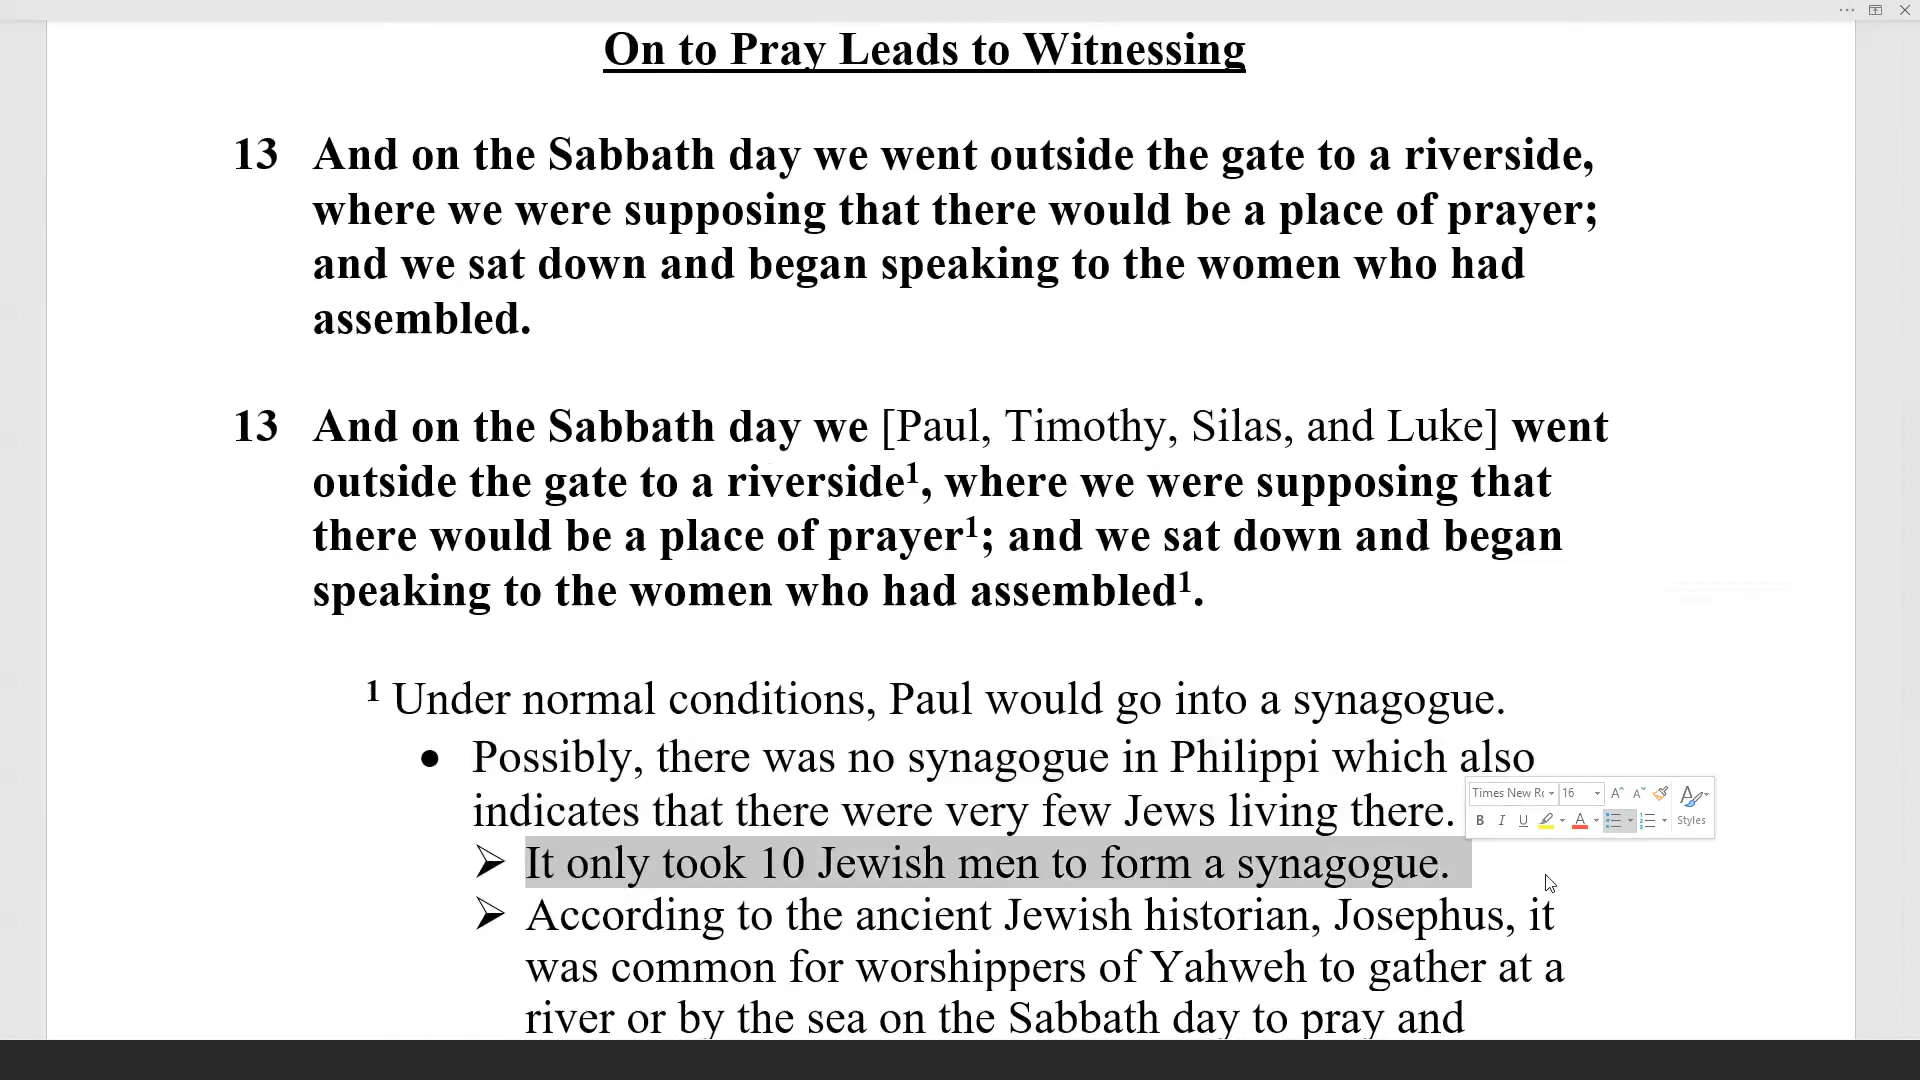 On to Pray Leads to Witnessing
13 And on the Sabbath day we went outside the gate to a riverside,
where we were supposing that there would be a place of prayer;
and we sat down and began speaking to the women who had
assembled.
13 And on the Sabbath day we [Paul, Timothy, Silas, and Luke] went
outside the gate to a riverside¹, where we were supposing that
there would be a place of prayer¹; and we sat down and began
speaking to the women who had assembled¹.
¹ Under normal conditions, Paul would go into a synagogue.
● Possibly, there was no synagogue in Philippi which also
indicates that there were very few Jews living there.
Times New Ro 16 A A
B I U A Styles
➢ It only took 10 Jewish men to form a synagogue.
➢ According to the ancient Jewish historian, Josephus, it
was common for worshippers of Yahweh to gather at a
river or by the sea on the Sabbath day to pray and